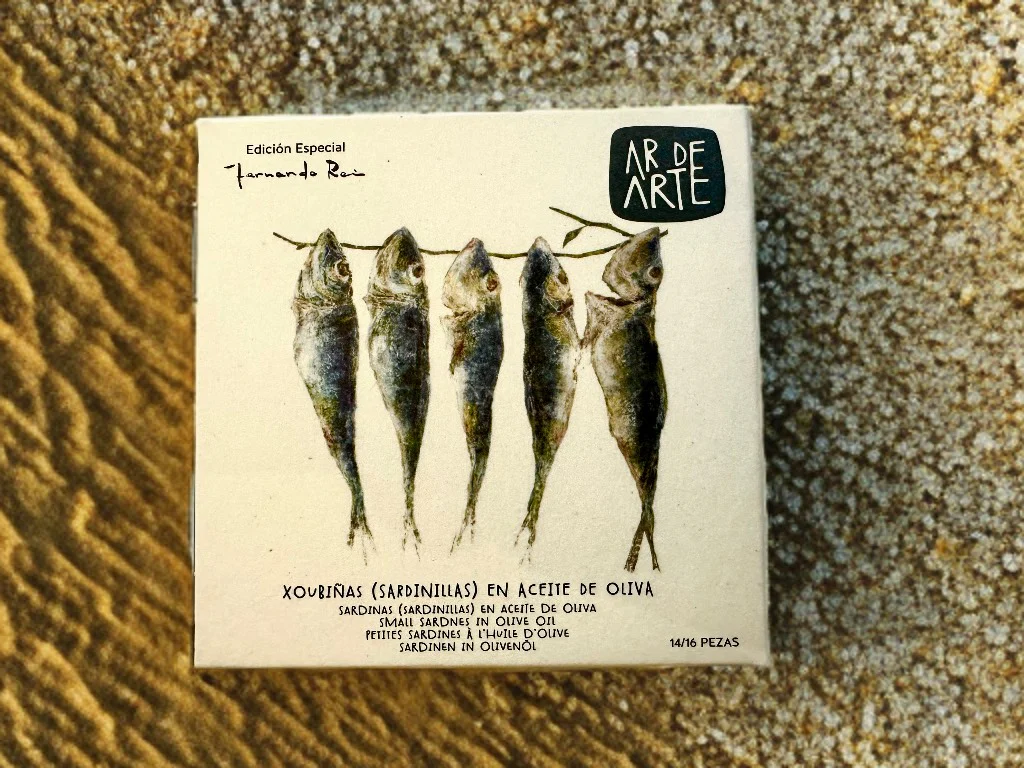 Edición Especial
Fernando Rei
AR DE
ARTE
XOUBIÑAS (SARDINILLAS) EN ACEITE DE OLIVA
SARDINAS (SARDINILLAS) EN ACEITE DE OLIVA
SMALL SARDNES IN OLIVE OIL
PETITES SARDINES À L'HUILE D'OLIVE
SARDINEN IN OLIVENÖL
14/16 PEZAS